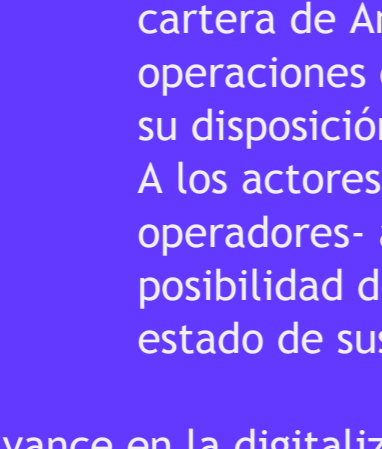 cartera de
operaciones
su disposición
A los actores
operadores-
posibilidad
estado de
en la